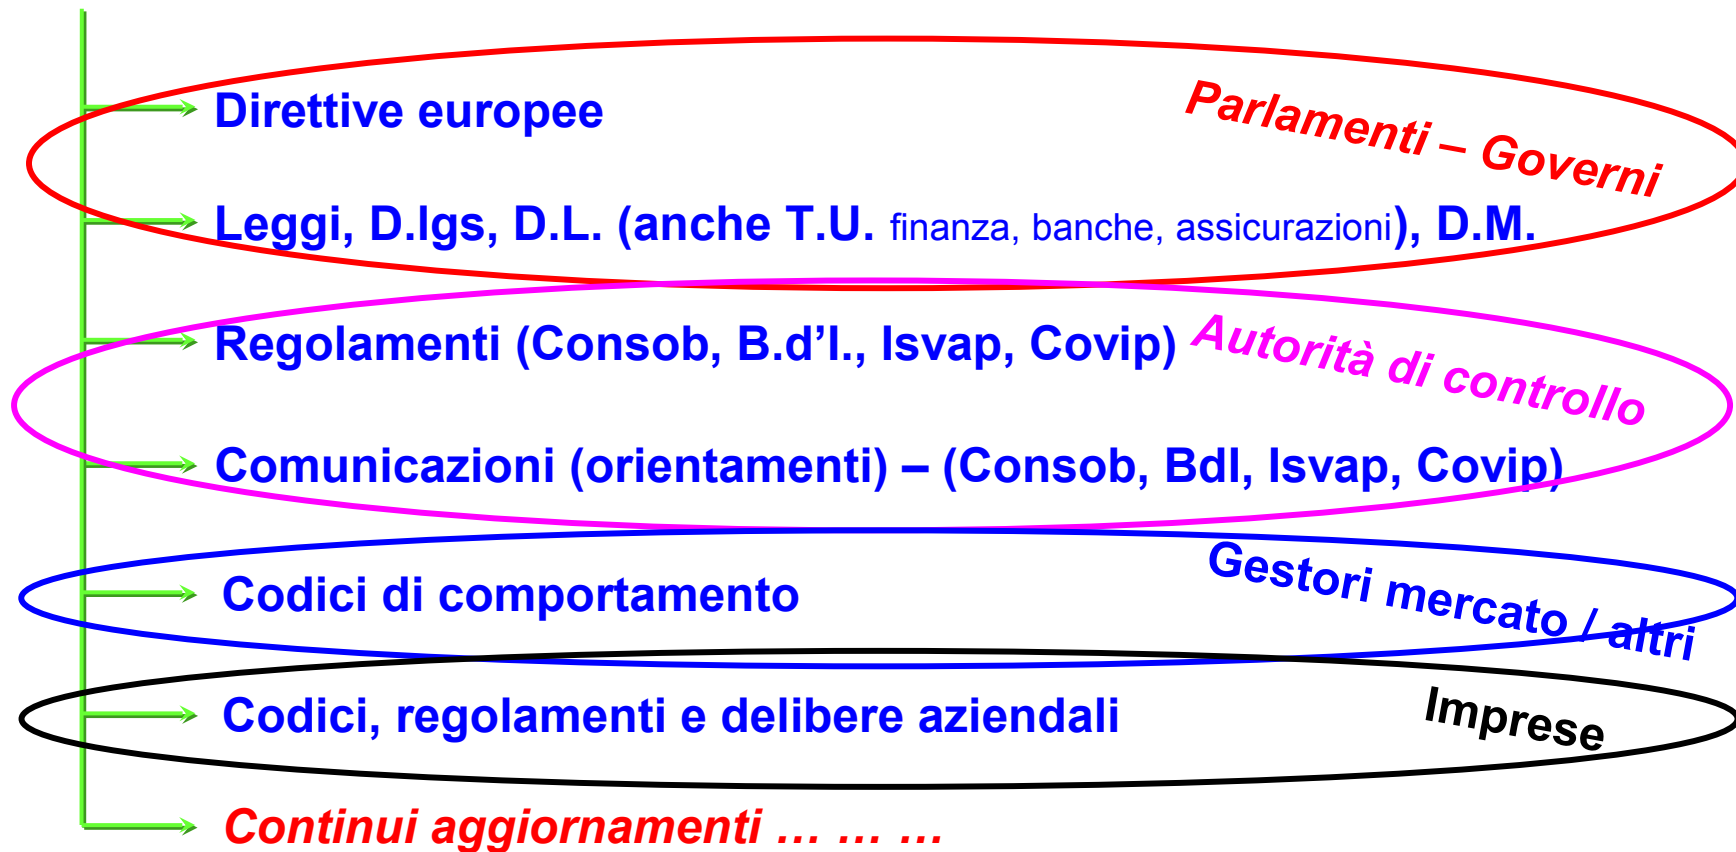 Direttive europee
Parlamenti – Governi
Leggi, D.lgs, D.L. (anche T.U. finanza, banche, assicurazioni), D.M.
Regolamenti (Consob, B.d'I., Isvap, Covip)
Autorità di controllo
Comunicazioni (orientamenti) – (Consob, BdI, Isvap, Covip)
Codici di comportamento
Gestori mercato / altri
Codici, regolamenti e delibere aziendali
Imprese
Continui aggiornamenti … … …